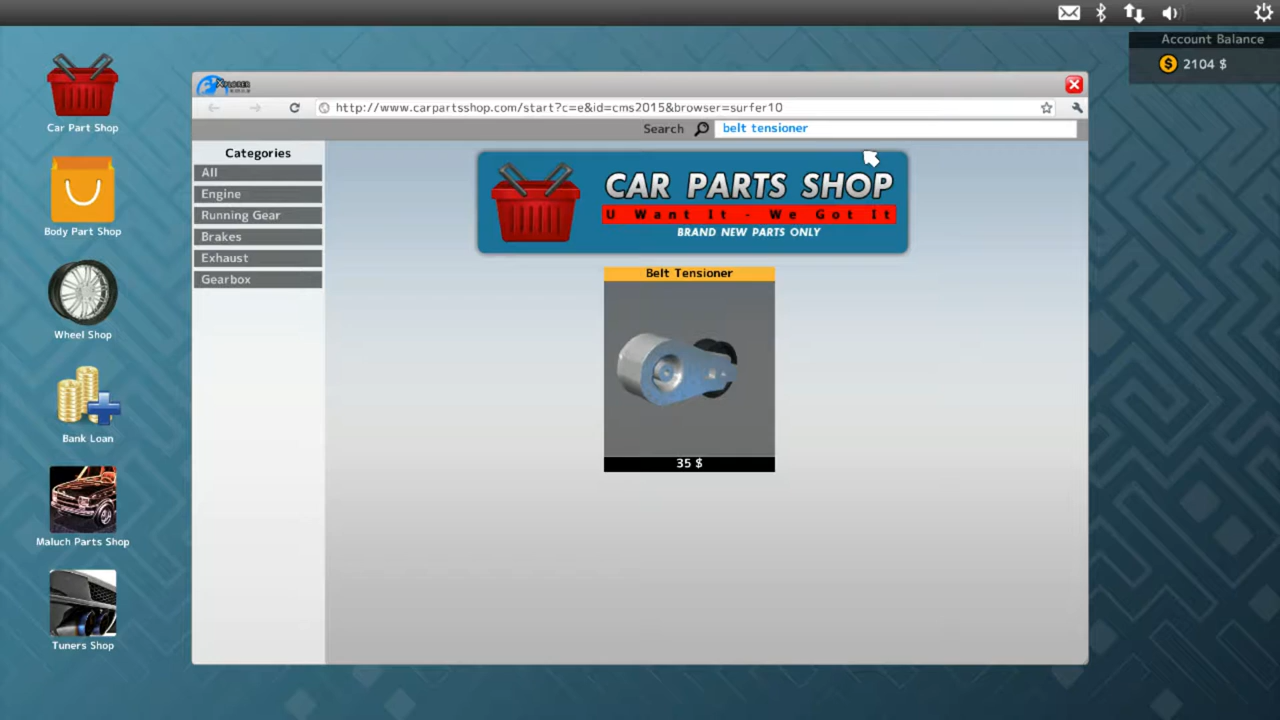 Account Balance
$ 2104 $
Car Part Shop
Body Part Shop
Wheel Shop
Bank Loan
Maluch Parts Shop
Tuners Shop
http://www.carpartsshop.com/start?c=e&id=cms2015&browser=surfer10
Search belt tensioner
Categories
All
Engine
Running Gear
Brakes
Exhaust
Gearbox
CAR PARTS SHOP
U Want It - We Got It
BRAND NEW PARTS ONLY
Belt Tensioner
35 $